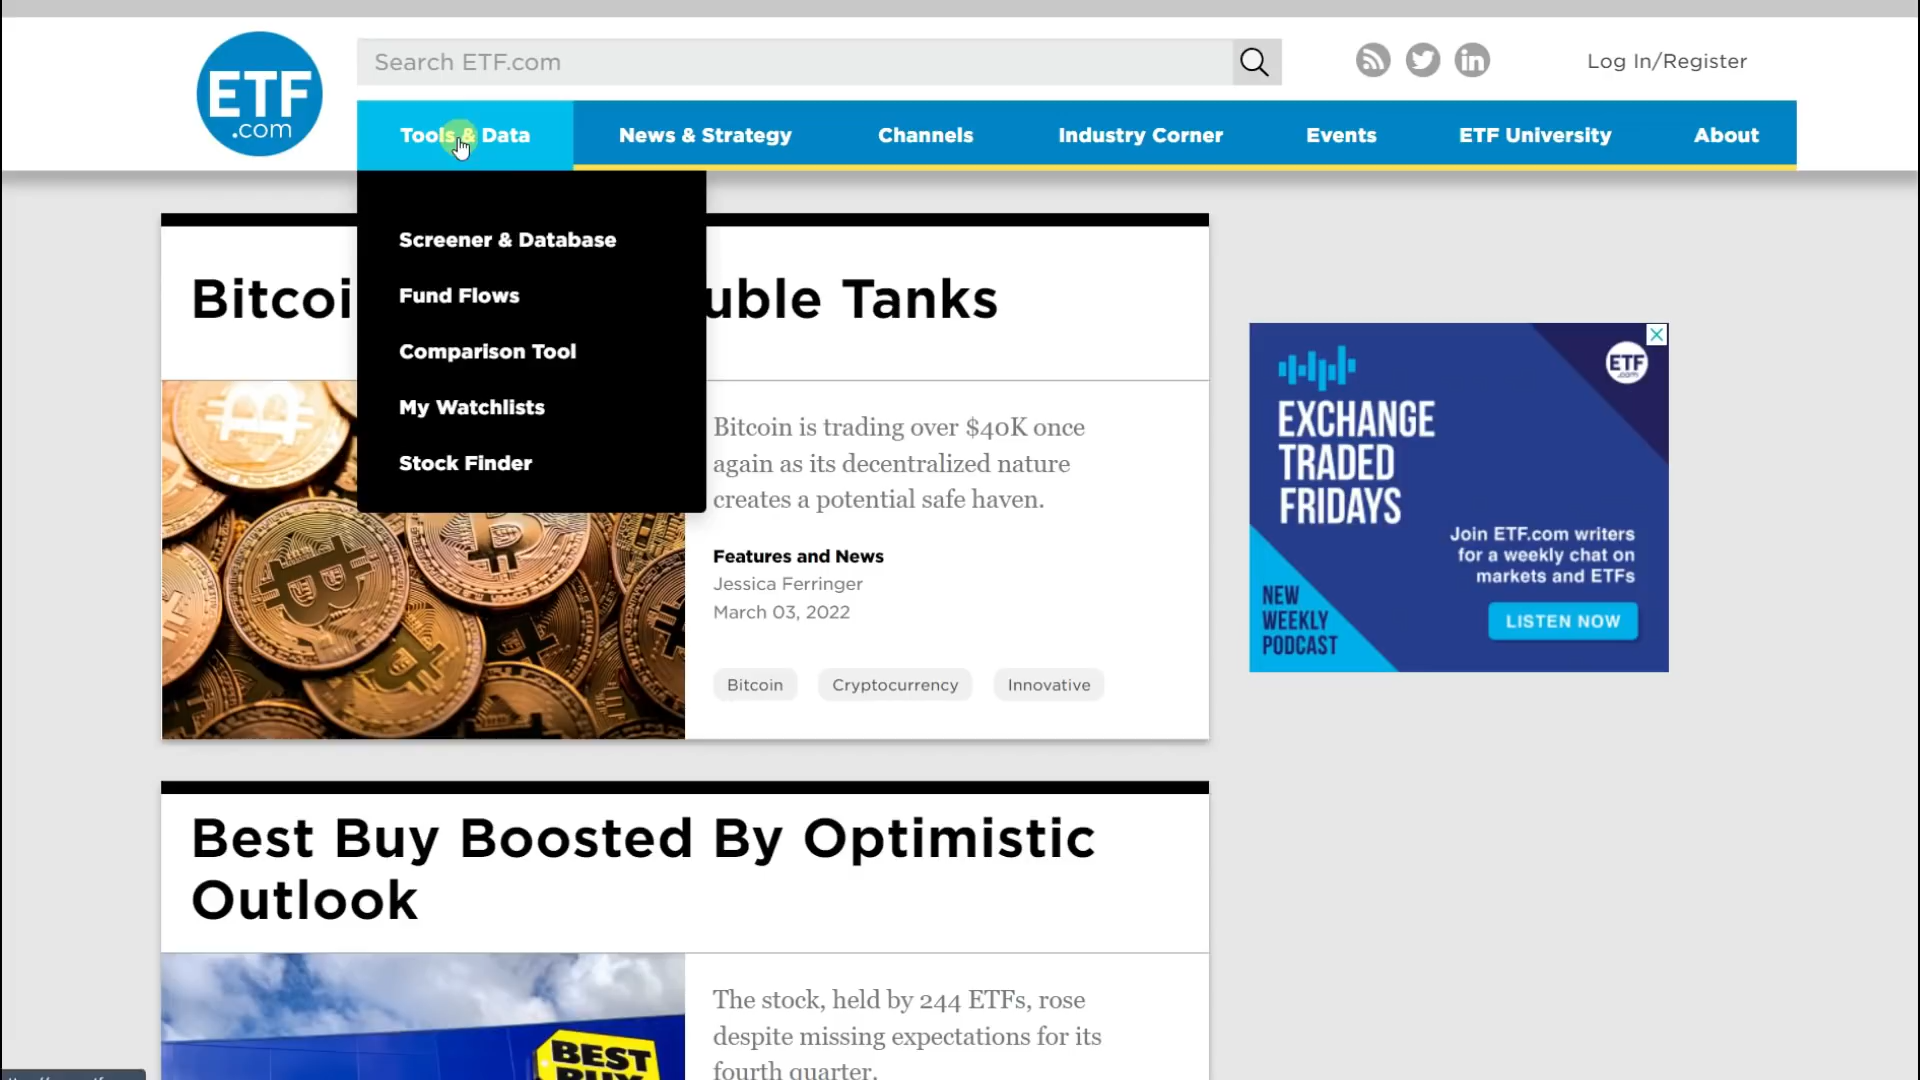 ETF
.com
Search ETF.com
Log In/Register
Tools & Data
News & Strategy
Channels
Industry Corner
Events
ETF University
About
Screener & Database
Fund Flows
Comparison Tool
My Watchlists
Stock Finder
Bitcoi
uble Tanks
Bitcoin is trading over $40K once
again as its decentralized nature
creates a potential safe haven.
Features and News
Jessica Ferringer
March 03, 2022
Bitcoin
Cryptocurrency
Innovative
ETF
.com
EXCHANGE
TRADED
FRIDAYS
Join ETF.com writers
for a weekly chat on
markets and ETFs
NEW
WEEKLY
PODCAST
LISTEN NOW
Best Buy Boosted By Optimistic
Outlook
The stock, held by 244 ETFs, rose
despite missing expectations for its
fourth quarter.
BEST
BUY